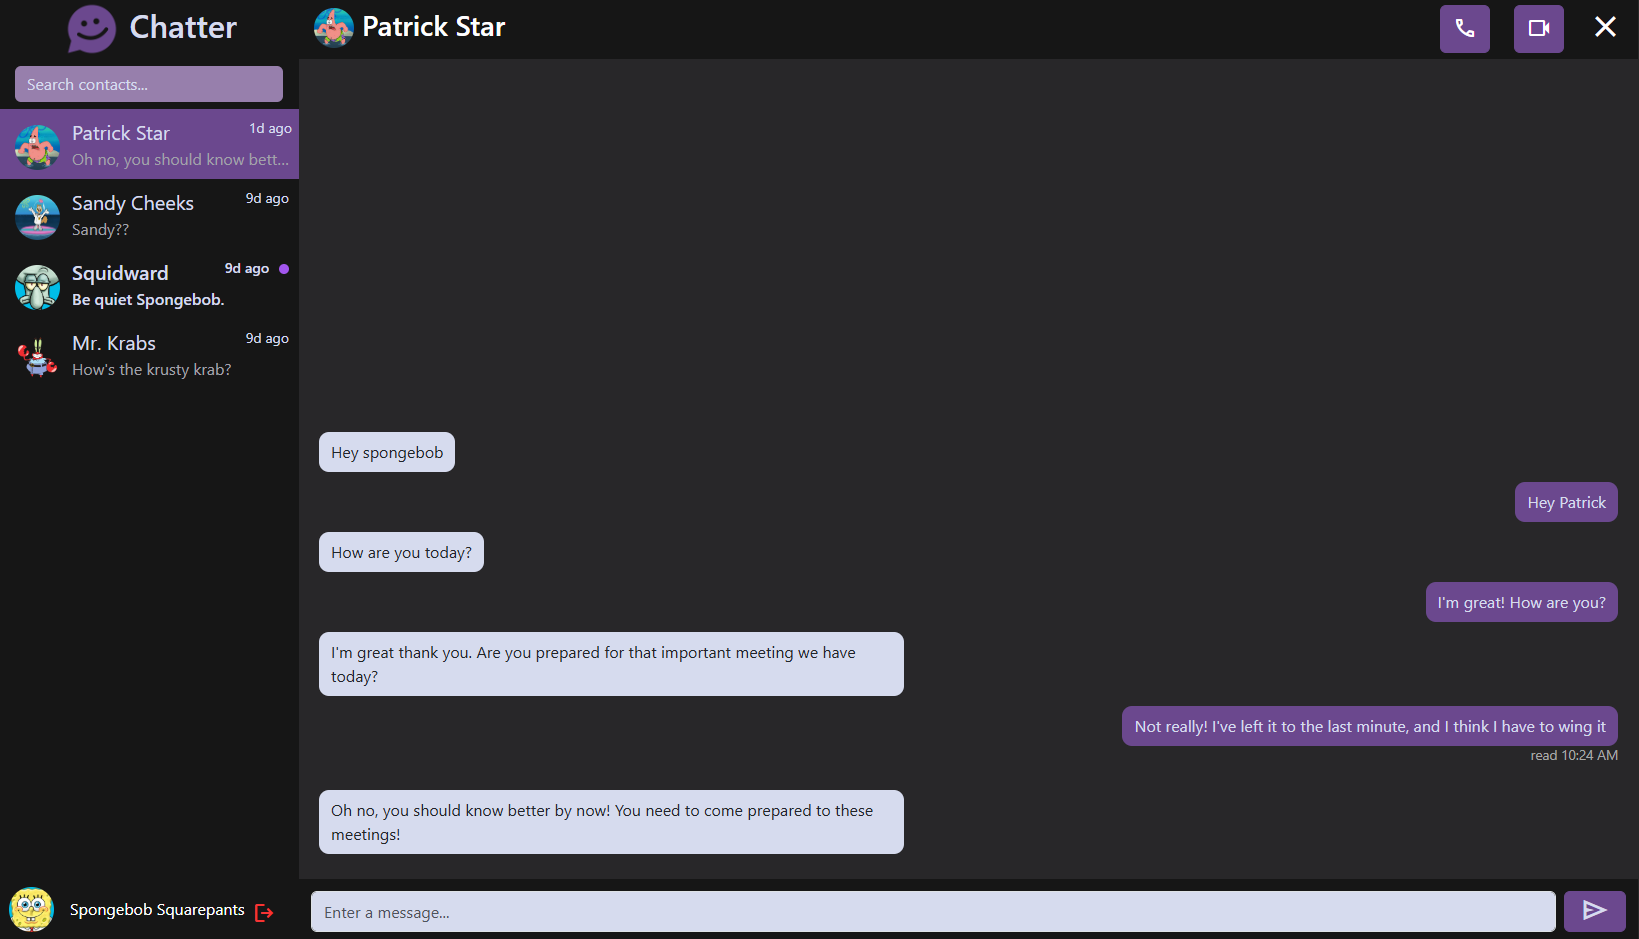 Chatter
Search contacts...
Patrick Star
1d ago
Oh no, you should know bett...
Sandy Cheeks
9d ago
Sandy??
Squidward
9d ago
Be quiet Spongebob.
Mr. Krabs
9d ago
How's the krusty krab?
Spongebob Squarepants
Patrick Star
Hey spongebob
Hey Patrick
How are you today?
I'm great! How are you?
I'm great thank you. Are you prepared for that important meeting we have
today?
Not really! I've left it to the last minute, and I think I have to wing it
read 10:24 AM
Oh no, you should know better by now! You need to come prepared to these
meetings!
Enter a message...